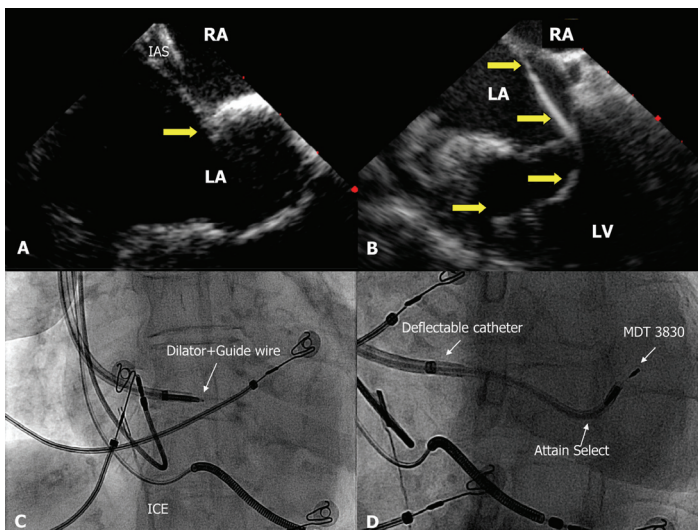 RA
IAS
LA
A
RA
LA
LV
B
Dilator+Guide wire
ICE
C
Deflectable catheter
MDT 3830
Attain Select
D